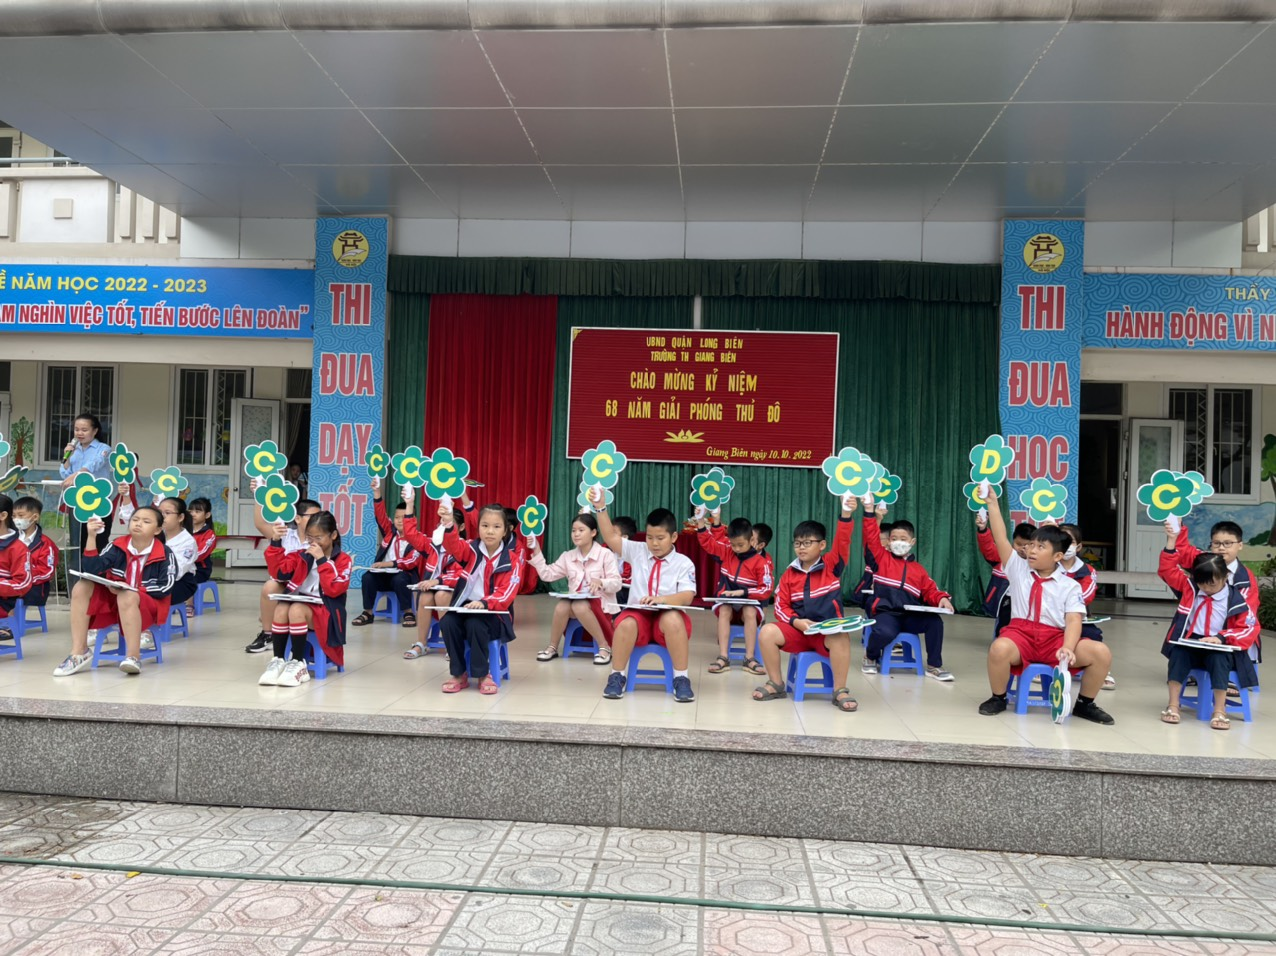 Ề NĂM HỌC 2022 - 2023
ĂM NGHÌN VIỆC TỐT, TIẾN BƯỚC LÊN ĐOÀN"
THI
ĐUA
DẠY
TỐT
UBND QUẬN LONG BIÊN
TRƯỜNG TH GIANG BIÊN
CHÀO MỪNG KỶ NIỆM
68 NĂM GIẢI PHÓNG THỦ ĐÔ
Giang Biên ngày 10.10.2022
THI
ĐUA
HỌC
THẦY
HÀNH ĐỘNG VÌ N
C
C
C
C
C
C
C
C
C
C
C
C
C
D
C
C